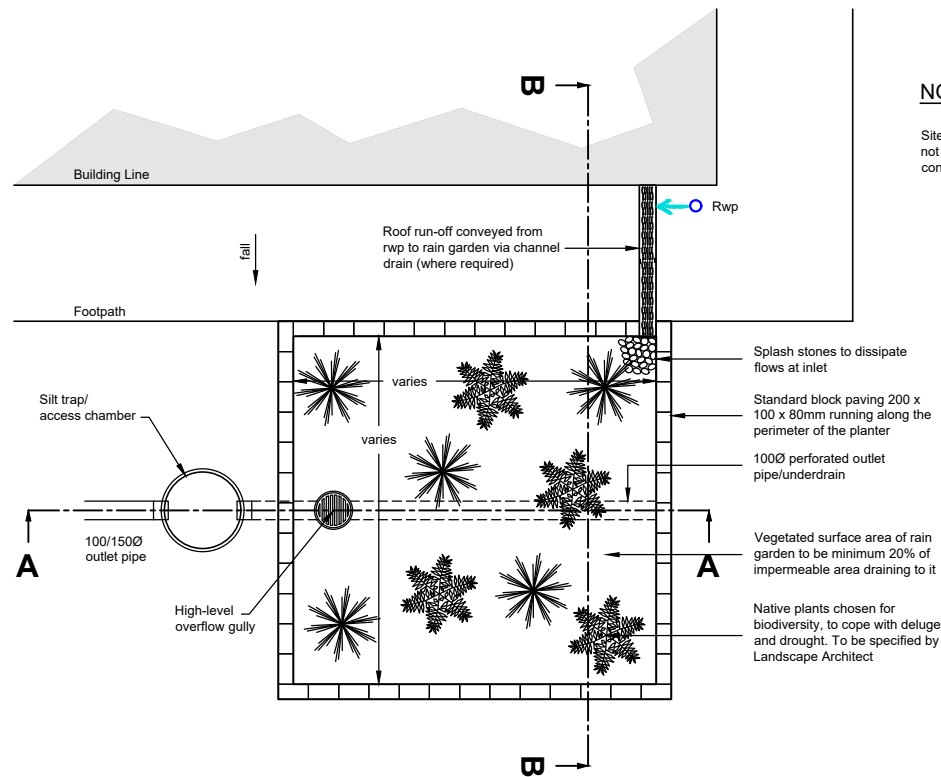 B
NO
Site
not
con
Building Line
Rwp
Roof run-off conveyed from
rwp to rain garden via channel
drain (where required)
fall
Footpath
Splash stones to dissipate
flows at inlet
varies
Silt trap/
access chamber
Standard block paving 200 x
100 x 80mm running along the
perimeter of the planter
varies
100Ø perforated outlet
pipe/underdrain
100/150Ø
outlet pipe
A
A
Vegetated surface area of rain
garden to be minimum 20% of
impermeable area draining to it
High-level
overflow gully
Native plants chosen for
biodiversity, to cope with deluge
and drought. To be specified by
Landscape Architect
B